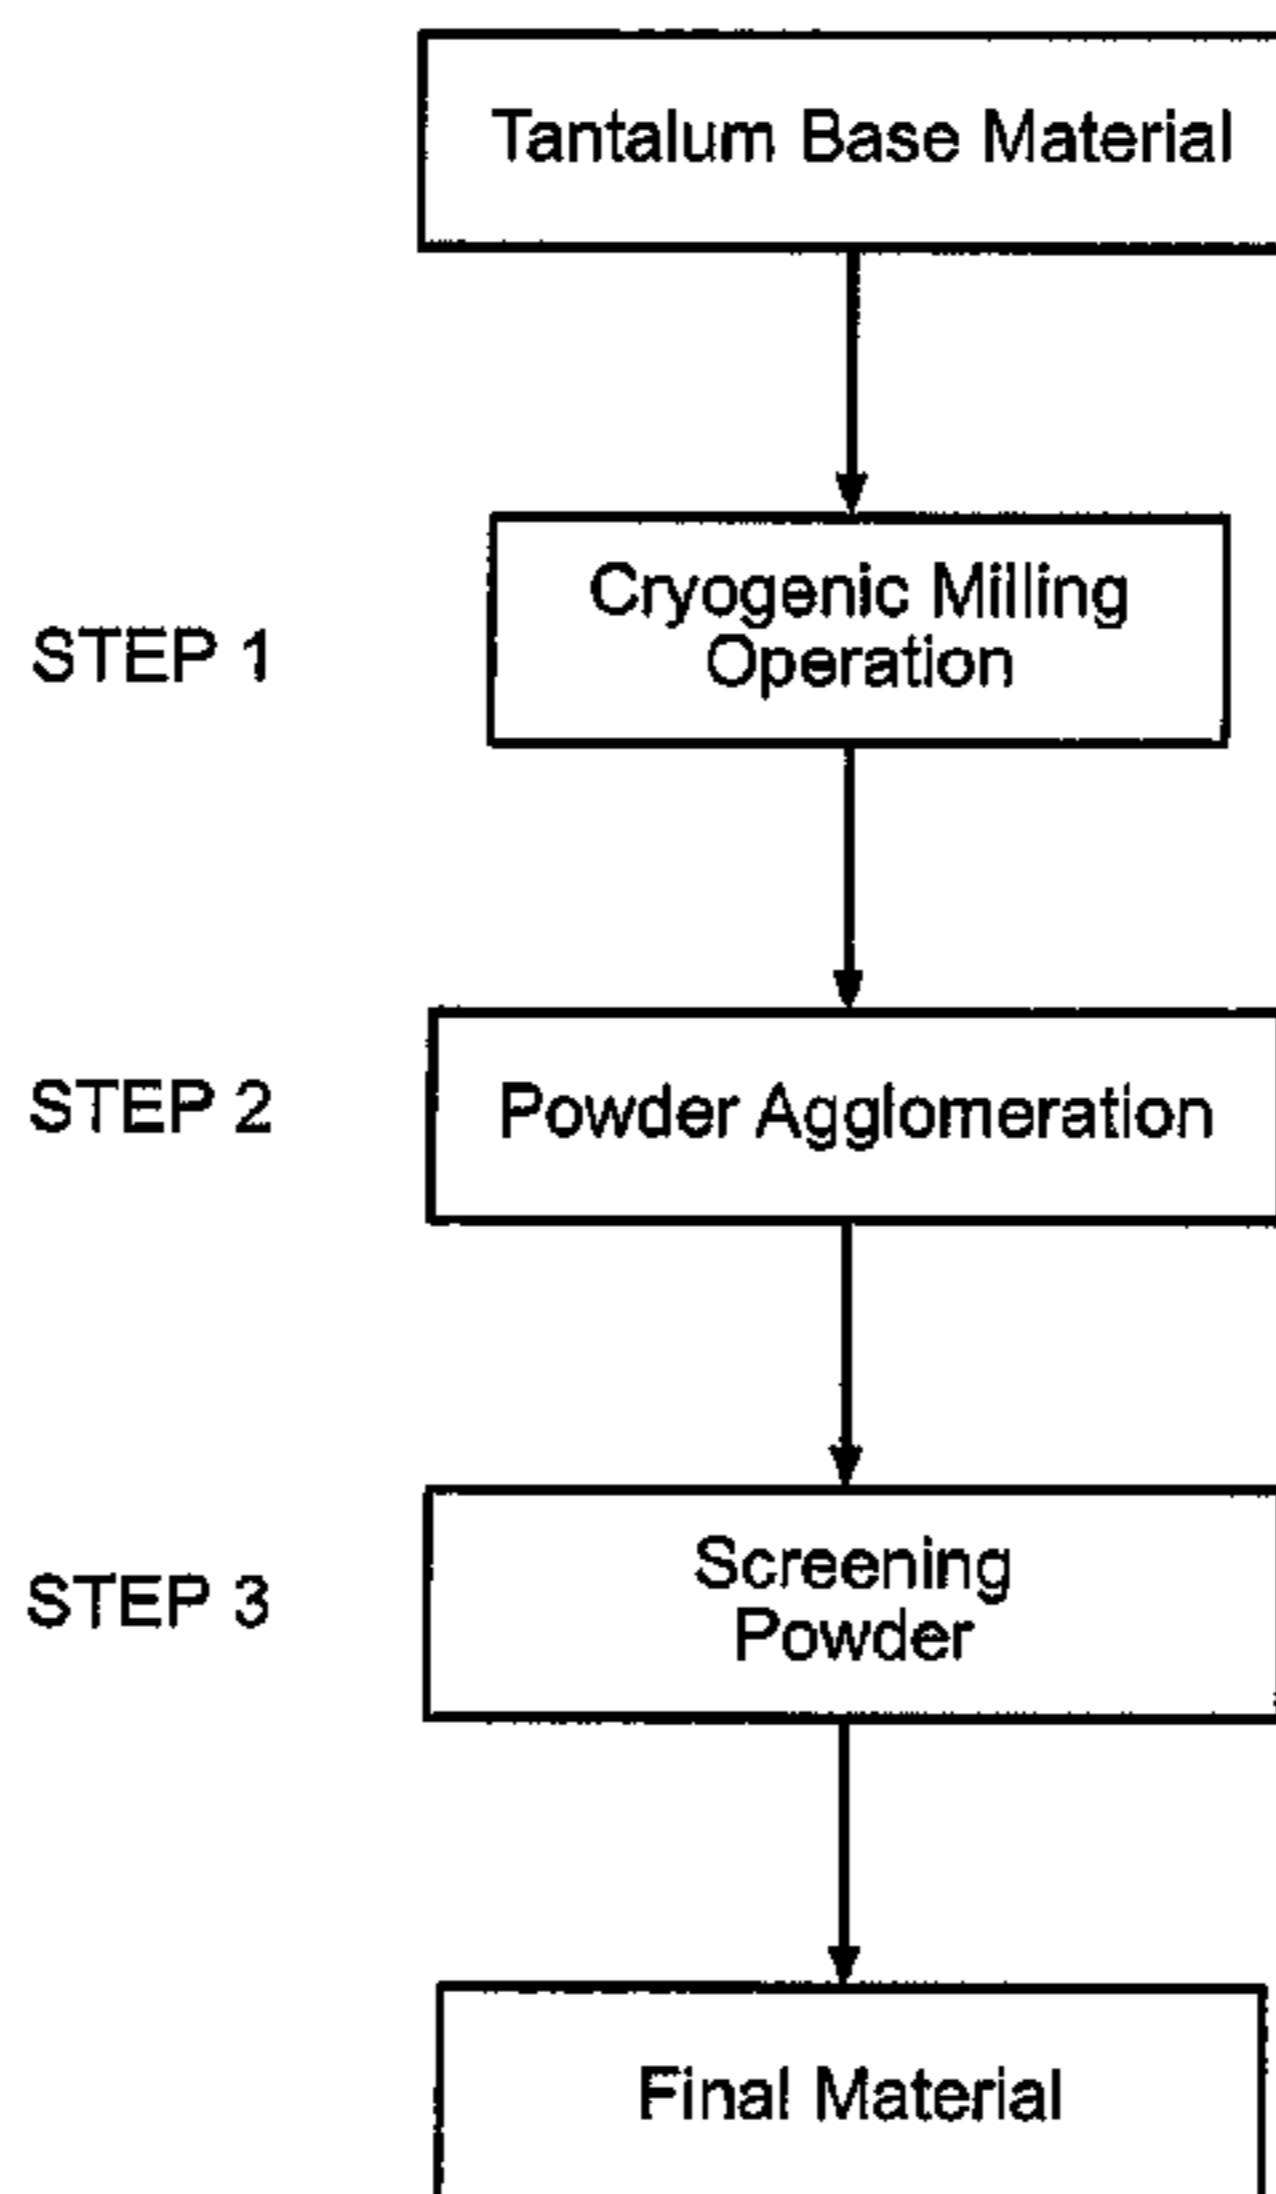 Tantalum Base Material
STEP 1
Cryogenic Milling
Operation
STEP 2
Powder Agglomeration
STEP 3
Screening
Powder
Final Material